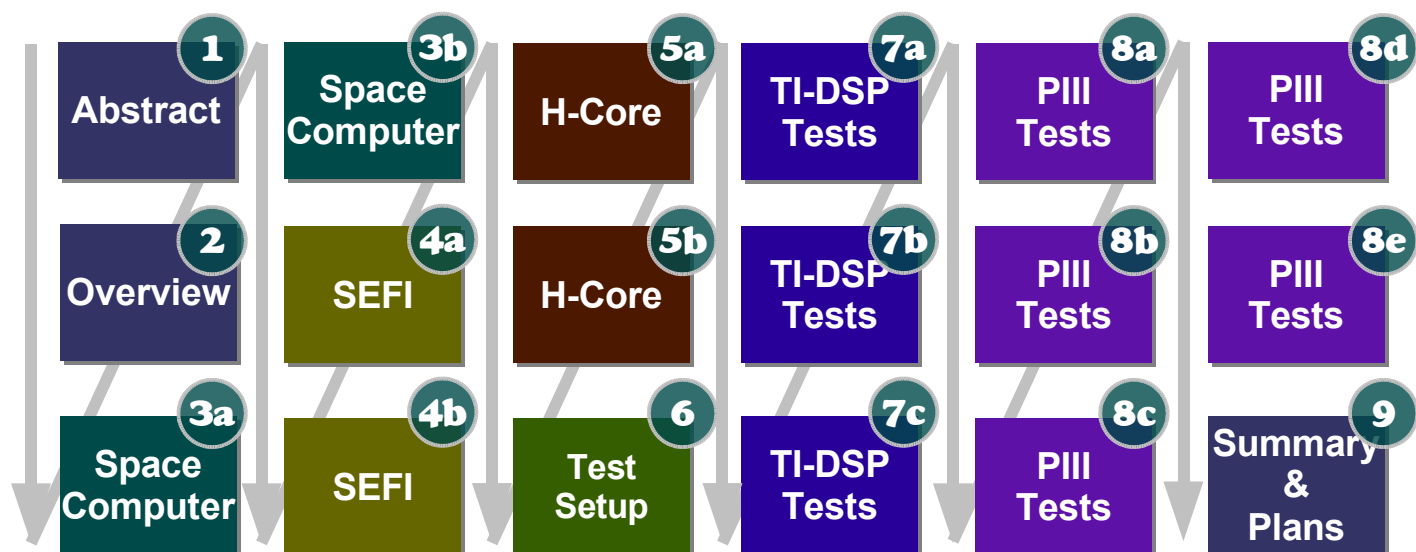 1
Abstract
2
Overview
3a
Space
Computer
3b
Space
Computer
4a
SEFI
4b
SEFI
5a
H-Core
5b
H-Core
6
Test
Setup
7a
TI-DSP
Tests
7b
TI-DSP
Tests
7c
TI-DSP
Tests
8a
PIII
Tests
8b
PIII
Tests
8c
PIII
Tests
8d
PIII
Tests
8e
PIII
Tests
9
Summary
&
Plans